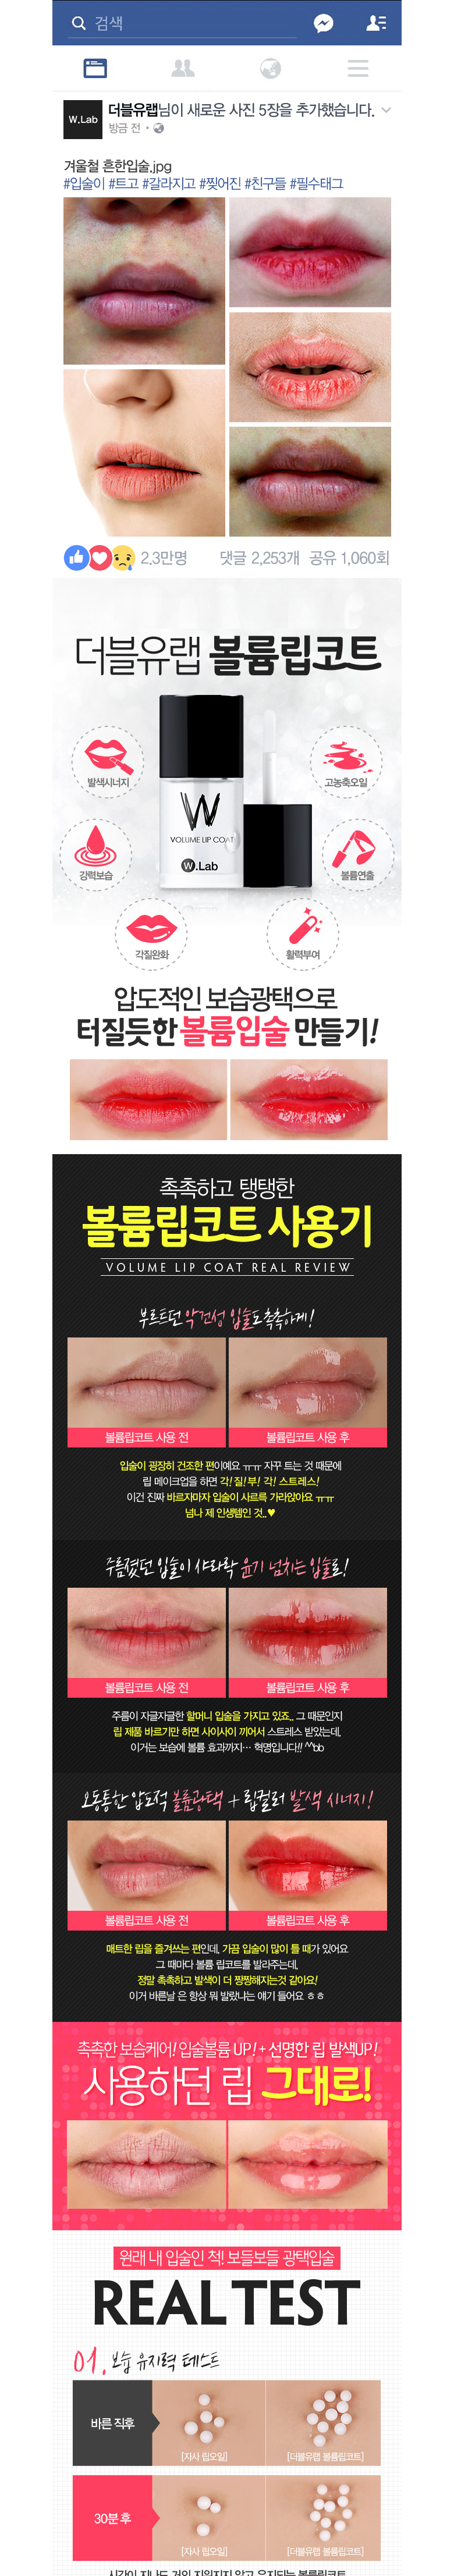 검색
W.Lab
더블유랩님이 새로운 사진 5장을 추가했습니다.
방금 전 •
겨울철 흔한입술.jpg
#입술이 #트고 #갈라지고 #찢어진 #친구들 #필수태그
2.3만명 댓글 2,253개 공유 1,060회
더블유랩 볼륨립코트
발색시너지
고농축오일
W
VOLUME LIP COAT
W.Lab
강력보습
볼륨연출
각질완화
활력부여
압도적인 보습광택으로
터질듯한 볼륨입술 만들기!
촉촉하고 탱탱한
볼륨립코트 사용기
VOLUME LIP COAT REAL REVIEW
부르트던 악건성 입술도 촉촉하게!
볼륨립코트 사용 전
볼륨립코트 사용 후
입술이 굉장히 건조한 편이예요 ㅠㅠ 자꾸 트는 것 때문에
립 메이크업을 하면 각!질!부! 각! 스트레스!
이건 진짜 바르자마자 입술이 사르륵 가라앉아요 ㅠㅠ
넘나 제 인생템인 것..♥
주름졌던 입술이 샤라락 윤기 넘치는 입술로!
볼륨립코트 사용 전
볼륨립코트 사용 후
주름이 자글자글한 할머니 입술을 가지고 있죠.. 그 때문인지
립 제품 바르기만 하면 사이사이 끼어서 스트레스 받았는데,
이거는 보습에 볼륨 효과까지… 혁명입니다!! ^^bb
오동통한 압도적 볼륨광택 + 립컬러 발색 시너지!
볼륨립코트 사용 전
볼륨립코트 사용 후
매트한 립을 즐겨쓰는 편인데, 가끔 입술이 많이 틀 때가 있어요
그 때마다 볼륨 립코트를 발라주는데,
정말 촉촉하고 발색이 더 짱짱해지는것 같아요!
이거 바르날 은 항상 뭐 발랐냐는 얘기 들어요 ㅎㅎ
촉촉한 보습케어! 입술볼륨 UP! + 선명한 립 발색UP!
사용하던 립 그대로!
원래 내 입술인 척! 보들보들 광택입술
REAL TEST
01. 보습 유지력 테스트
바른 직후
[자사 립오일]
[더블유랩 볼륨립코트]
30분 후
[자사 립오일]
[더블유랩 볼륨립코트]